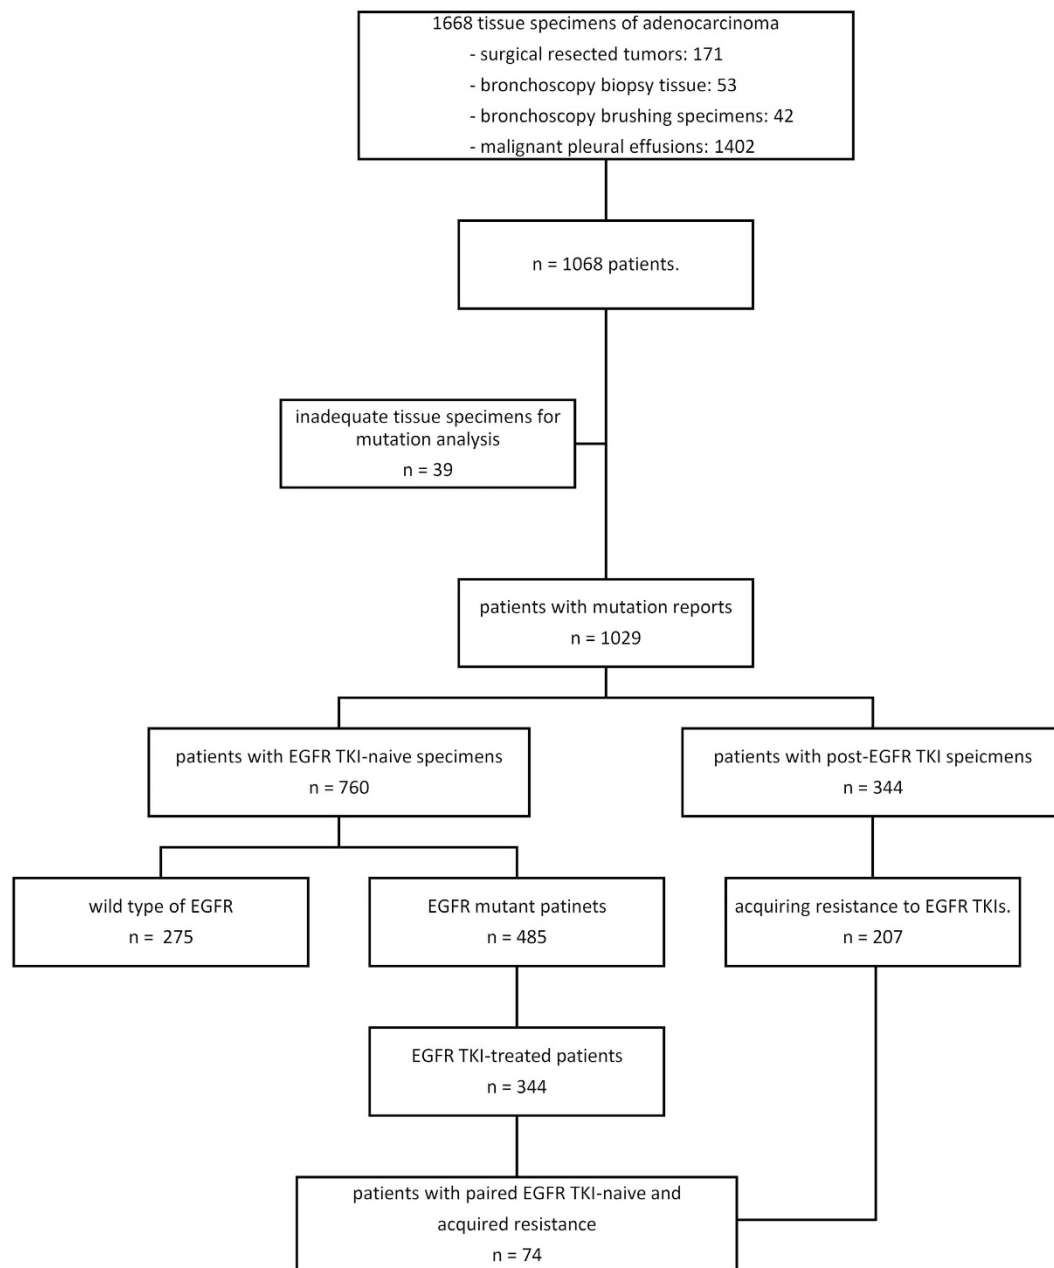 1668 tissue specimens of adenocarcinoma
- surgical resected tumors: 171
- bronchoscopy biopsy tissue: 53
- bronchoscopy brushing specimens: 42
- malignant pleural effusions: 1402
n = 1068 patients.
inadequate tissue specimens for
mutation analysis
n = 39
patients with mutation reports
n = 1029
patients with EGFR TKI-naive specimens
n = 760
patients with post-EGFR TKI speicmens
n = 344
wild type of EGFR
n = 275
EGFR mutant patinets
n = 485
acquiring resistance to EGFR TKIs.
n = 207
EGFR TKI-treated patients
n = 344
patients with paired EGFR TKI-naive and
acquired resistance
n = 74